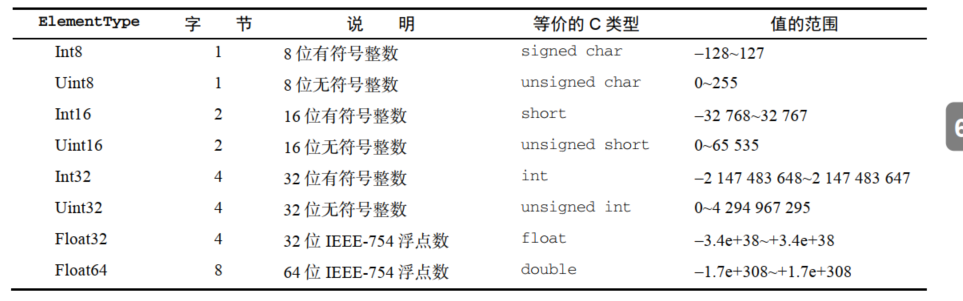 ElementType 字 节 说 明 等价的 C 类型 值的范围
Int8 1 8 位有符号整数 signed char –128~127
Uint8 1 8 位无符号整数 unsigned char 0~255
Int16 2 16 位有符号整数 short –32 768~32 767
Uint16 2 16 位无符号整数 unsigned short 0~65 535
Int32 4 32 位有符号整数 int –2 147 483 648~2 147 483 647
Uint32 4 32 位无符号整数 unsigned int 0~4 294 967 295
Float32 4 32 位 IEEE-754 浮点数 float –3.4e+38~+3.4e+38
Float64 8 64 位 IEEE-754 浮点数 double –1.7e+308~+1.7e+308